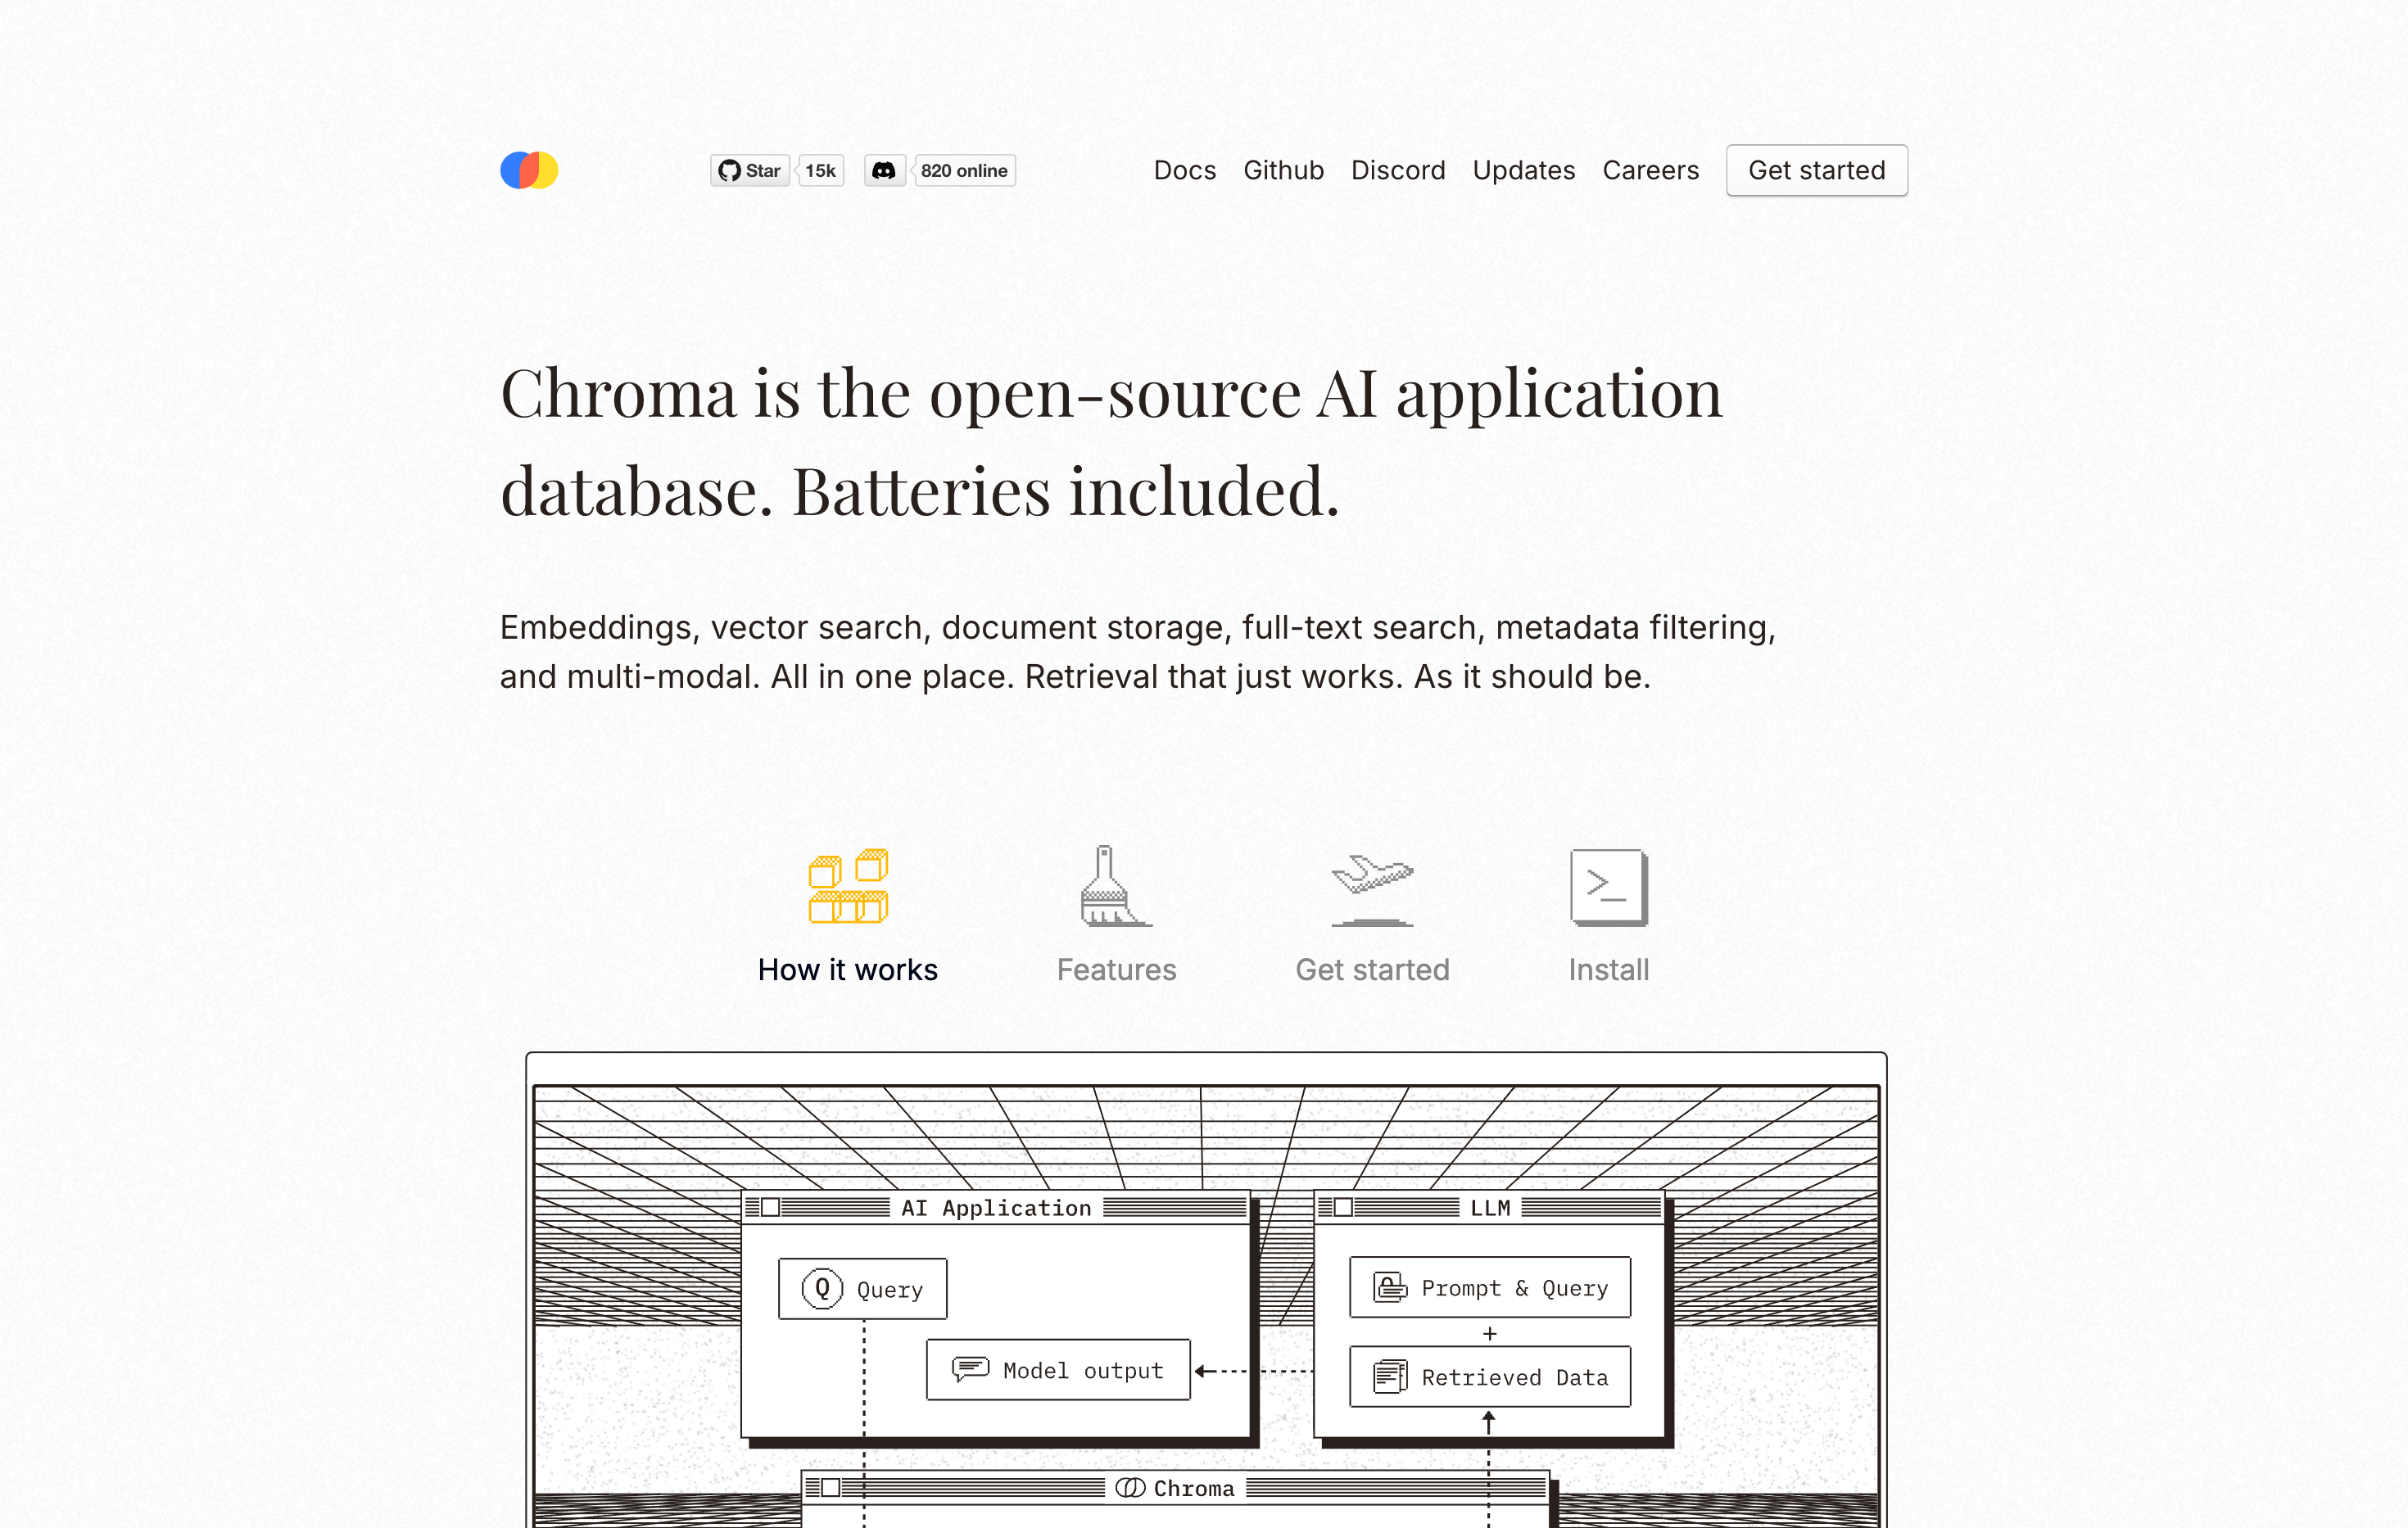 Star 15k 820 online Docs Github Discord Updates Careers Get started
Chroma is the open-source AI application
database. Batteries included.
Embeddings, vector search, document storage, full-text search, metadata filtering,
and multi-modal. All in one place. Retrieval that just works. As it should be.
>_
How it works Features Get started Install
AI Application
Q Query
Model output
LLM
Prompt & Query
+
Retrieved Data
Chroma